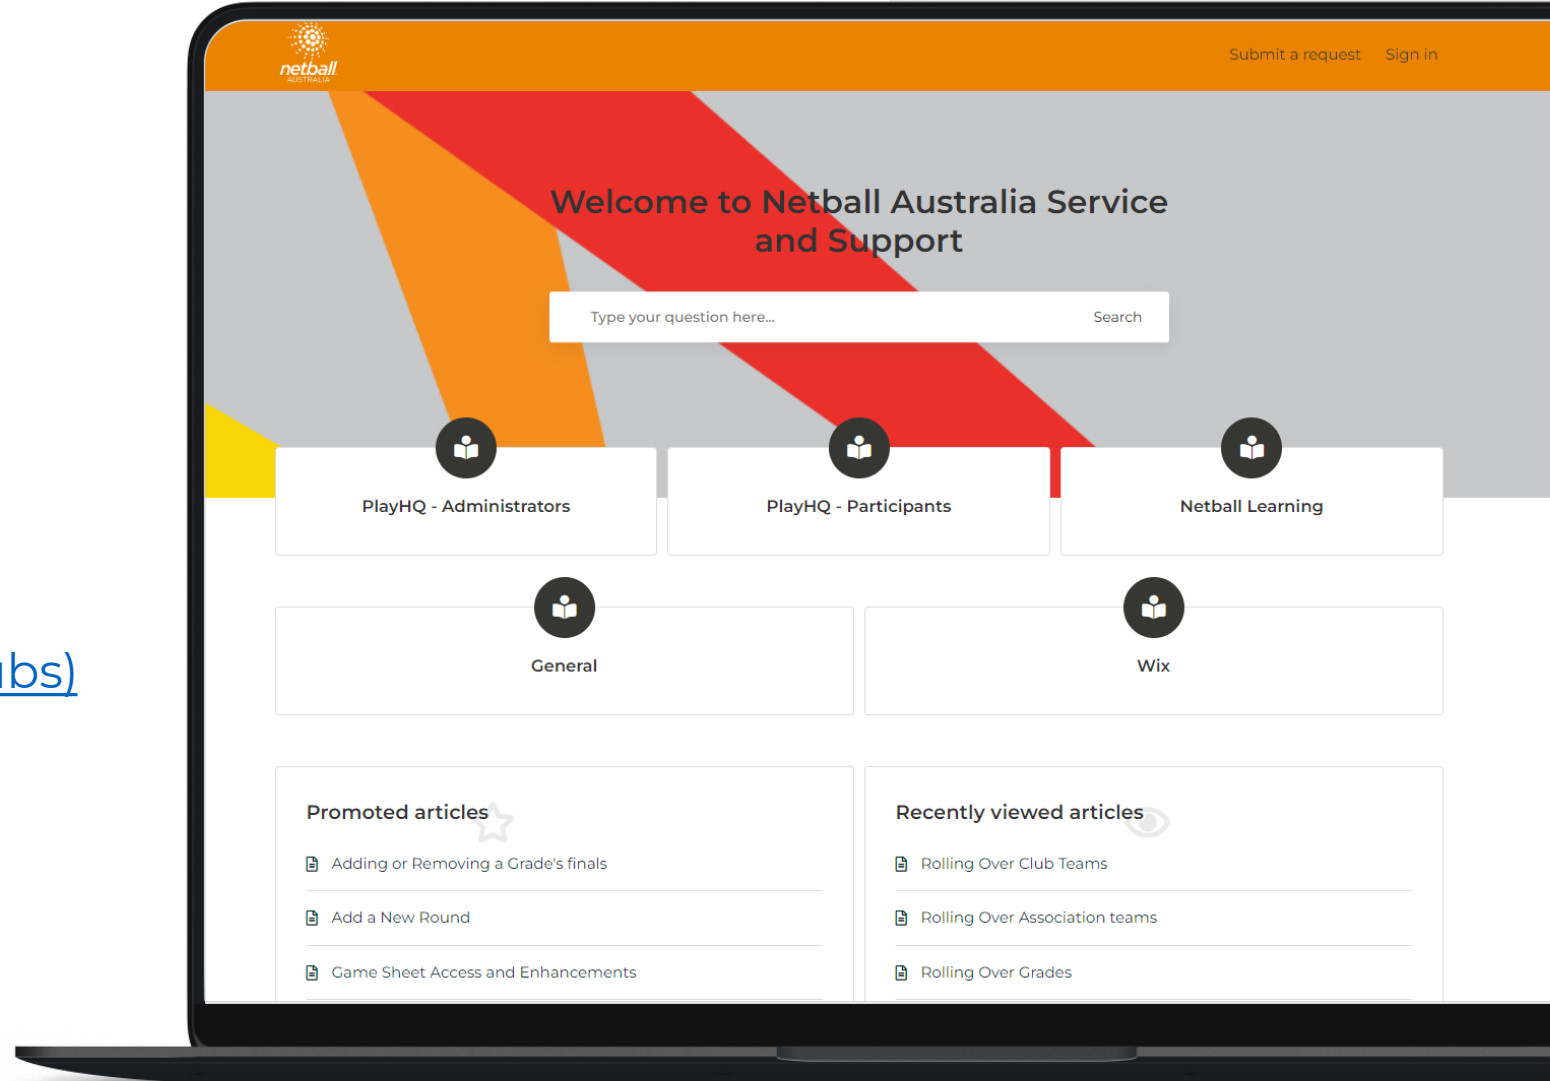 netball
AUSTRALIA
Submit a request Sign in
Welcome to Netball Australia Service
and Support
Type your question here... Search
PlayHQ - Administrators
PlayHQ - Participants
Netball Learning
General
Wix
Promoted articles
Adding or Removing a Grade's finals
Add a New Round
Game Sheet Access and Enhancements
Recently viewed articles
Rolling Over Club Teams
Rolling Over Association teams
Rolling Over Grades